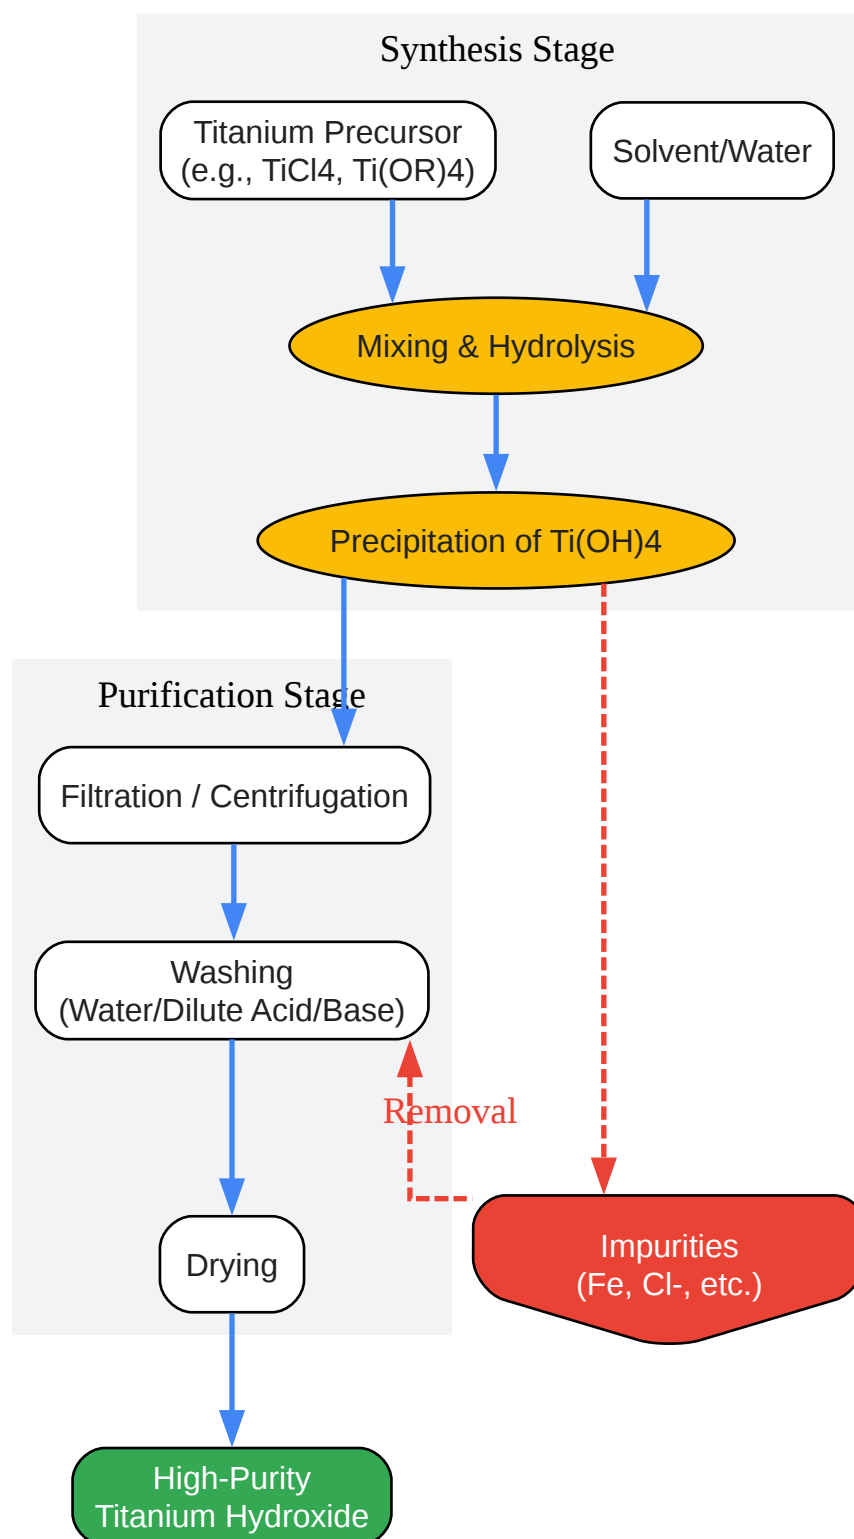 Synthesis Stage
Titanium Precursor
(e.g., TiCl4, Ti(OR)4)
Solvent/Water
Mixing & Hydrolysis
Precipitation of Ti(OH)4
Purification Stage
Filtration / Centrifugation
Washing
(Water/Dilute Acid/Base)
Removal
Impurities
(Fe, Cl-, etc.)
Drying
High-Purity
Titanium Hydroxide